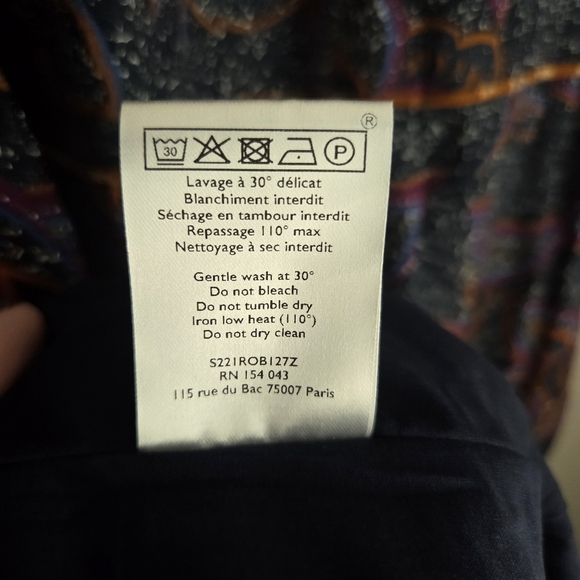 ®
30 P
Lavage à 30° délicat
Blanchiment interdit
Séchage en tambour interdit
Repassage 110° max
Nettoyage à sec interdit
Gentle wash at 30°
Do not bleach
Do not tumble dry
Iron low heat (110°)
Do not dry clean
S221ROB127Z
RN 154 043
115 rue du Bac 75007 Paris